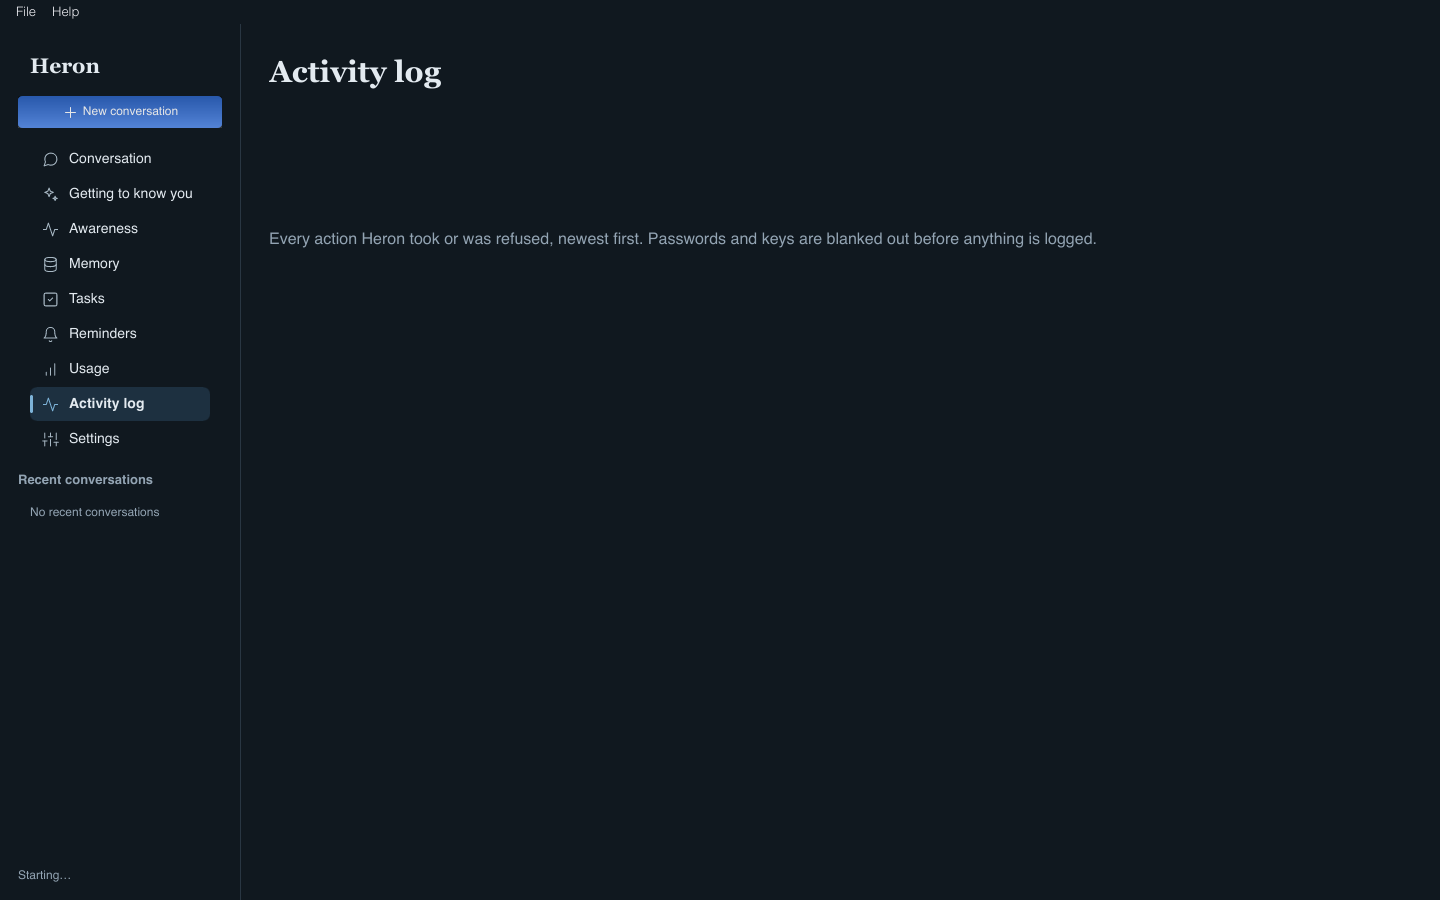 File Help
Heron
New conversation
Conversation
Getting to know you
Awareness
Memory
Tasks
Reminders
Usage
Activity log
Settings
Recent conversations
No recent conversations
Starting…
Activity log
Every action Heron took or was refused, newest first. Passwords and keys are blanked out before anything is logged.